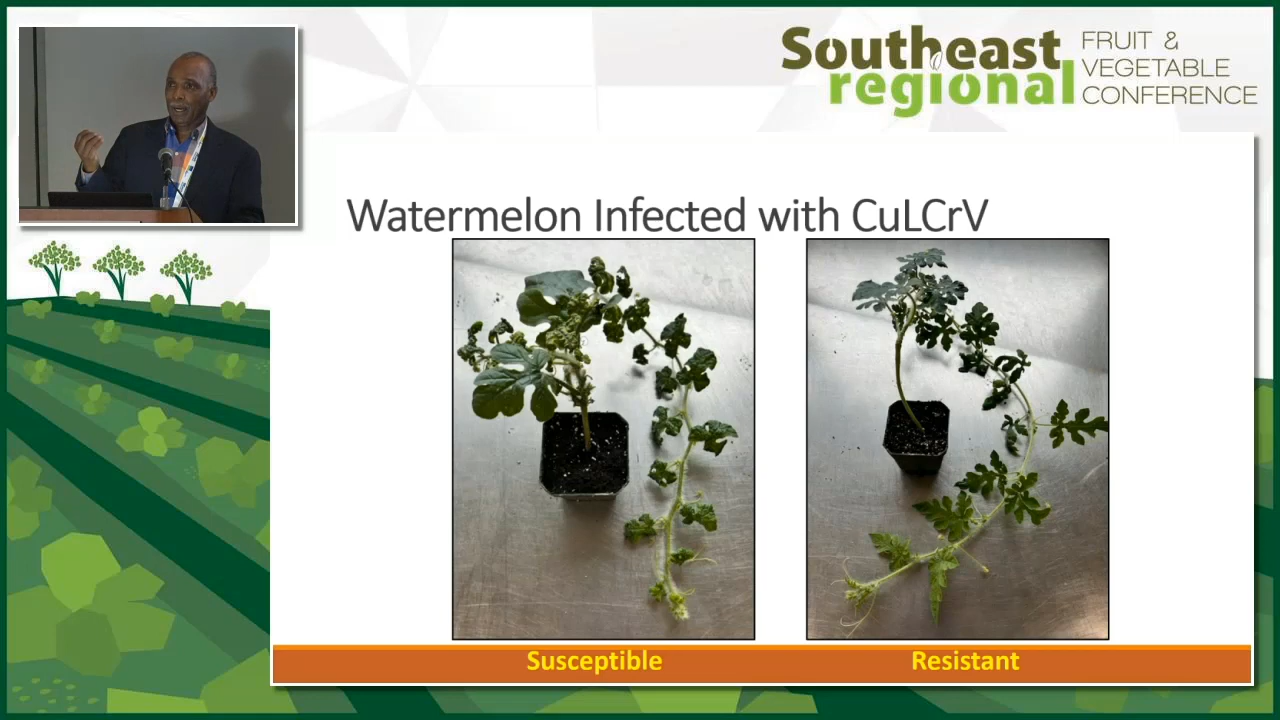 Southeast
regional
FRUIT &
VEGETABLE
CONFERENCE
Watermelon Infected with CuLCrV
Susceptible
Resistant